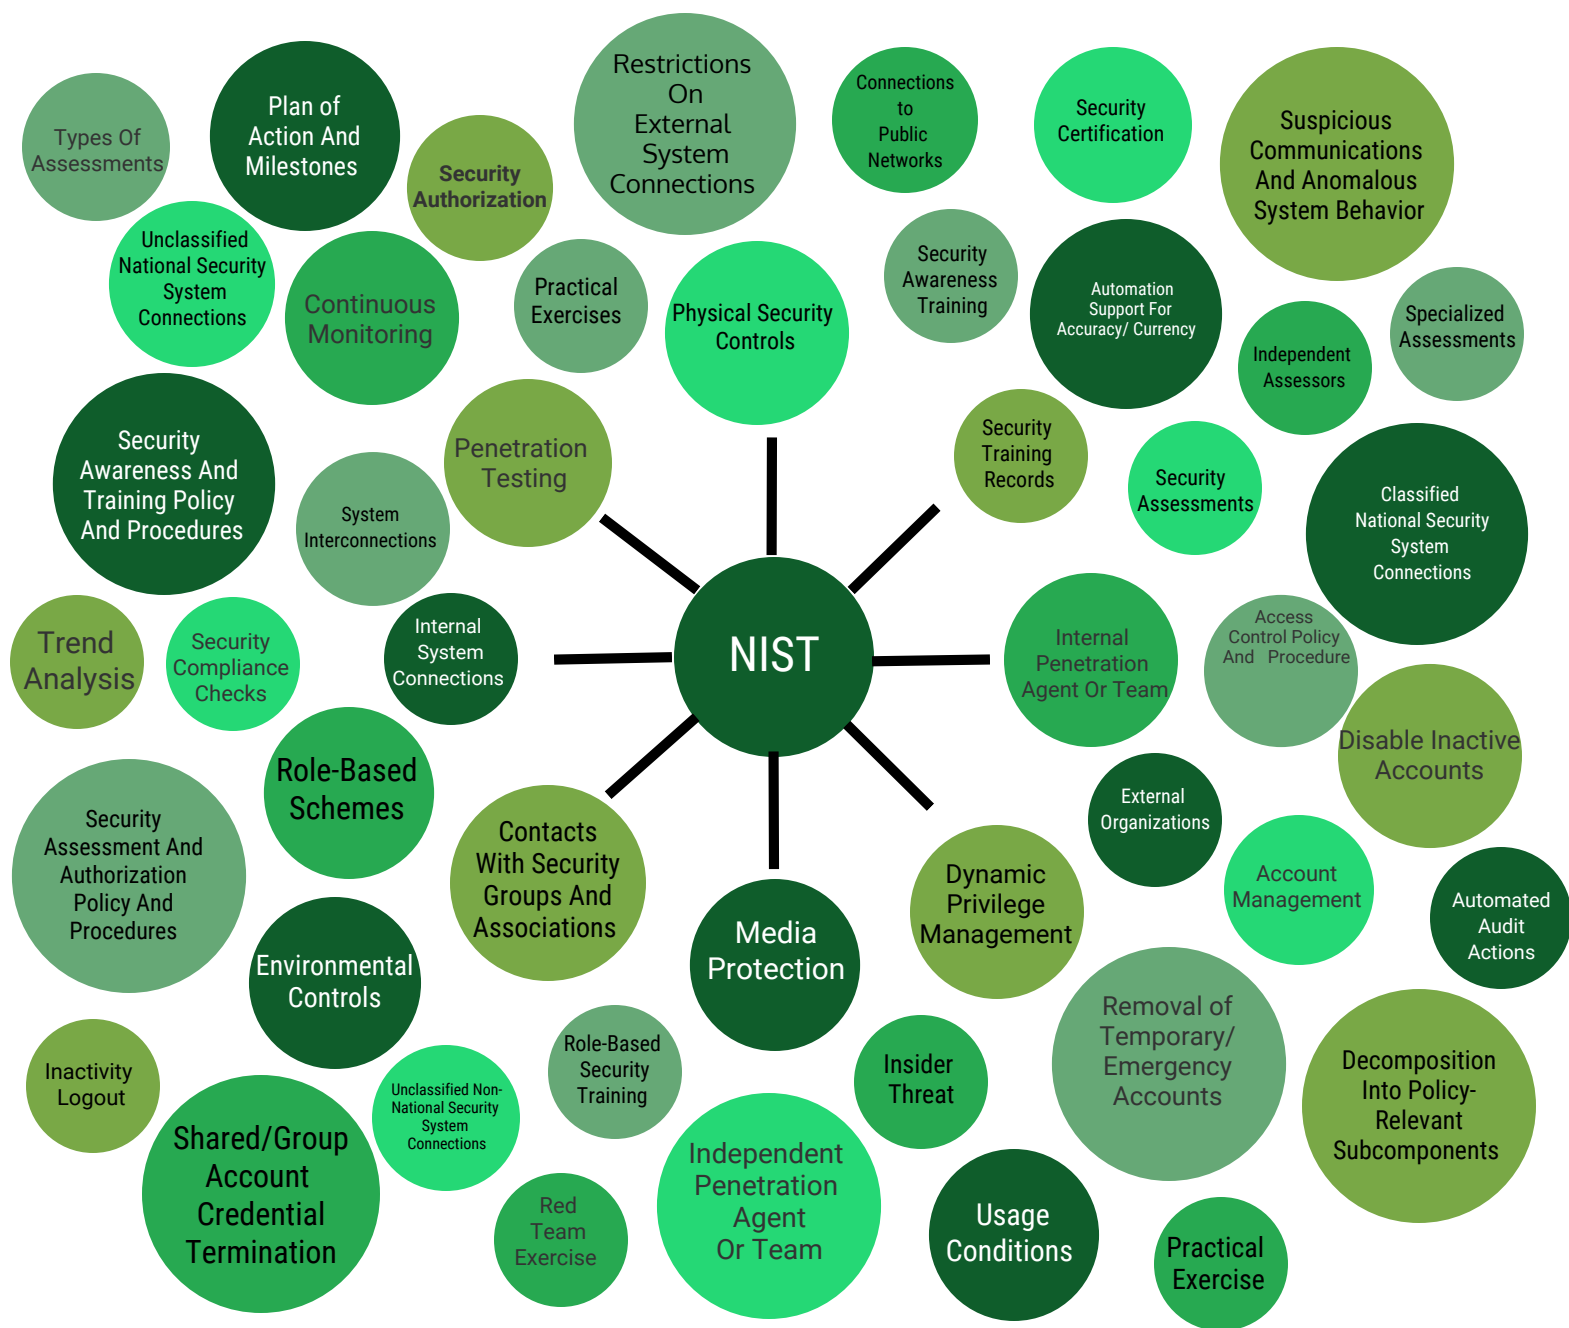 Restrictions
On
External
System
Connections
Plan of
Action And
Milestones
Types Of
Assessments
Security
Authorization
Connections
to
Public
Networks
Security
Certification
Suspicious
Communications
And Anomalous
System Behavior
Unclassified
National Security
System
Connections
Continuous
Monitoring
Practical
Exercises
Physical Security
Controls
Security
Awareness
Training
Automation
Support For
Accuracy/ Currency
Independent
Assessors
Specialized
Assessments
Security
Awareness And
Training Policy
And Procedures
System
Interconnections
Penetration
Testing
Security
Training
Records
Security
Assessments
Classified
National Security
System
Connections
Trend
Analysis
Security
Compliance
Checks
Internal
System
Connections
NIST
Internal
Penetration
Agent Or Team
Access
Control Policy
And Procedure
Disable Inactive
Accounts
Role-Based
Schemes
Security
Assessment And
Authorization
Policy And
Procedures
Contacts
With Security
Groups And
Associations
Media
Protection
Dynamic
Privilege
Management
External
Organizations
Account
Management
Automated
Audit
Actions
Environmental
Controls
Inactivity
Logout
Unclassified Non-
National Security
System
Connections
Role-Based
Security
Training
Insider
Threat
Removal of
Temporary/
Emergency
Accounts
Decomposition
Into Policy-
Relevant
Subcomponents
Shared/Group
Account
Credential
Termination
Red
Team
Exercise
Independent
Penetration
Agent
Or Team
Usage
Conditions
Practical
Exercise